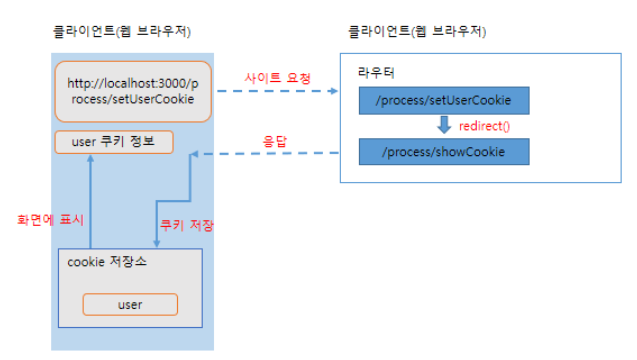 클라이언트(웹 브라우저)
클라이언트(웹 브라우저)
http://localhost:3000/p
rocess/setUserCookie
사이트 요청
라우터
/process/setUserCookie
redirect()
/process/showCookie
user 쿠키 정보
응답
화면에 표시
쿠키 저장
cookie 저장소
user